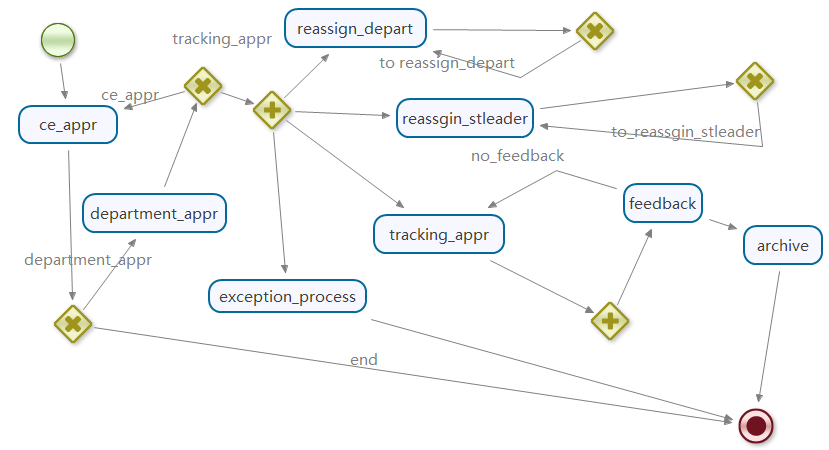 reassign_depart
tracking_appr
to reassign_depart
ce_appr
ce_appr
reassgin_stleader
to_reassgin_stleader
no_feedback
department_appr
feedback
tracking_appr
archive
department_appr
exception_process
end